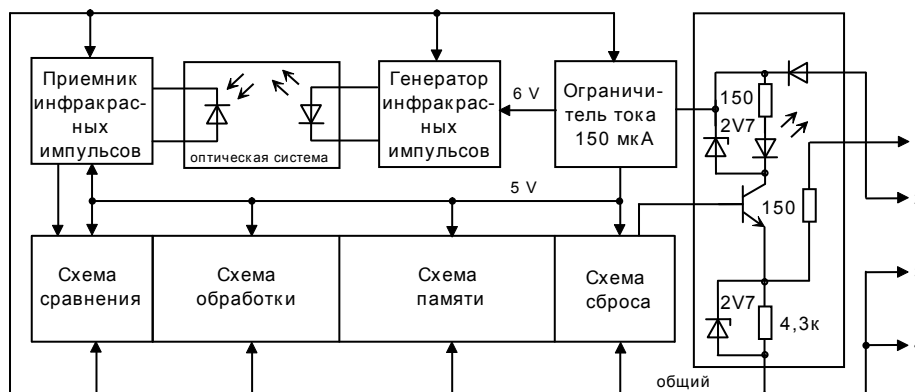 Приемник
инфракрас-
ных
импульсов
оптическая система
Генератор
инфракрас-
ных
импульсов
6 V
Ограничи-
тель тока
150 мкА
150
2V7
150
5 V
Схема
сравнения
Схема
обработки
Схема
памяти
Схема
сброса
2V7
4,3к
общий